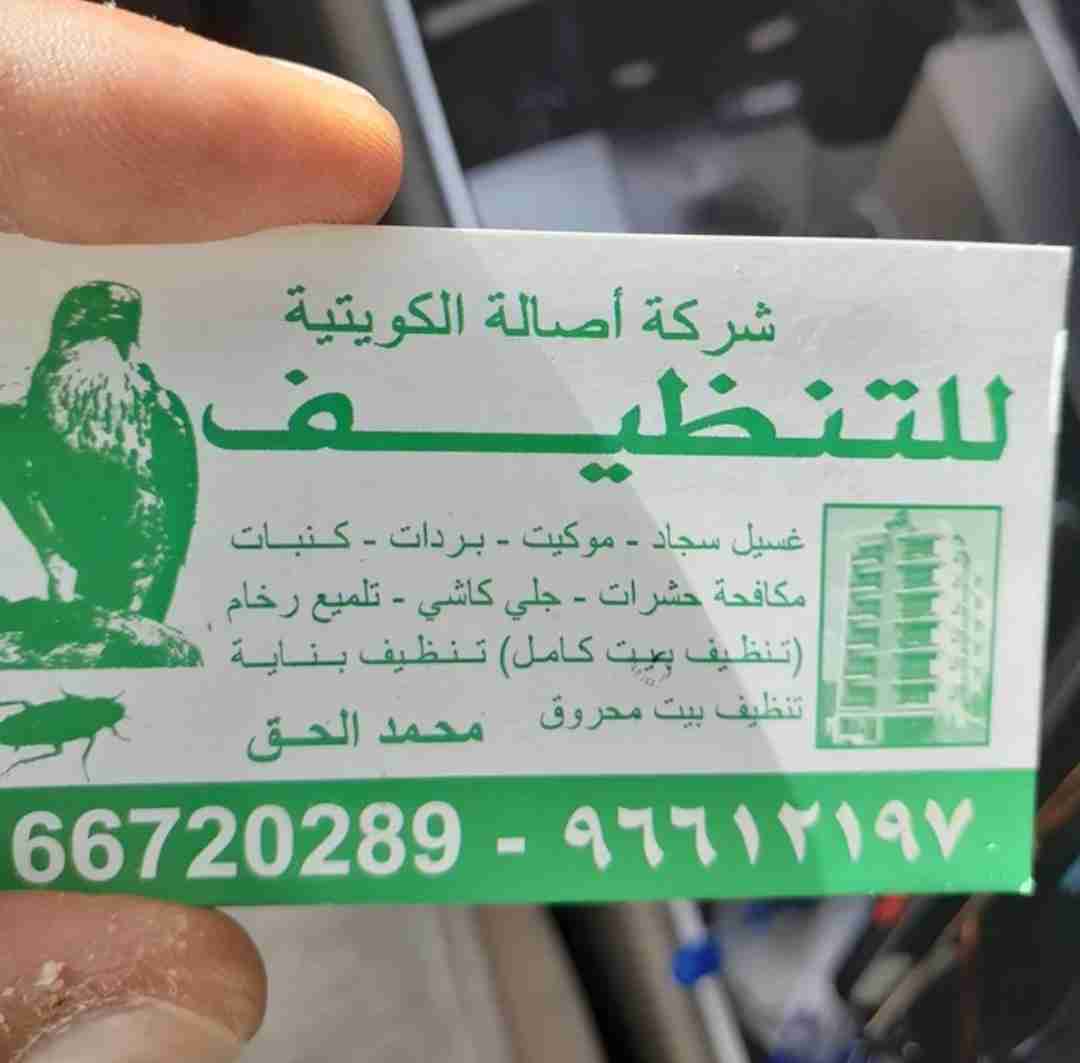 شركة أصالة الكويتية
للتنظيف
غسيل سجاد - موكيت - بردات - كنبات
مكافحة حشرات - جلي كاشي - تلميع رخام
(تنظيف بيت كامل) تنظيف بناية
تنظيف بيت محروق
محمد الحق
66720289 - ٩٦٦١٢١٩٧